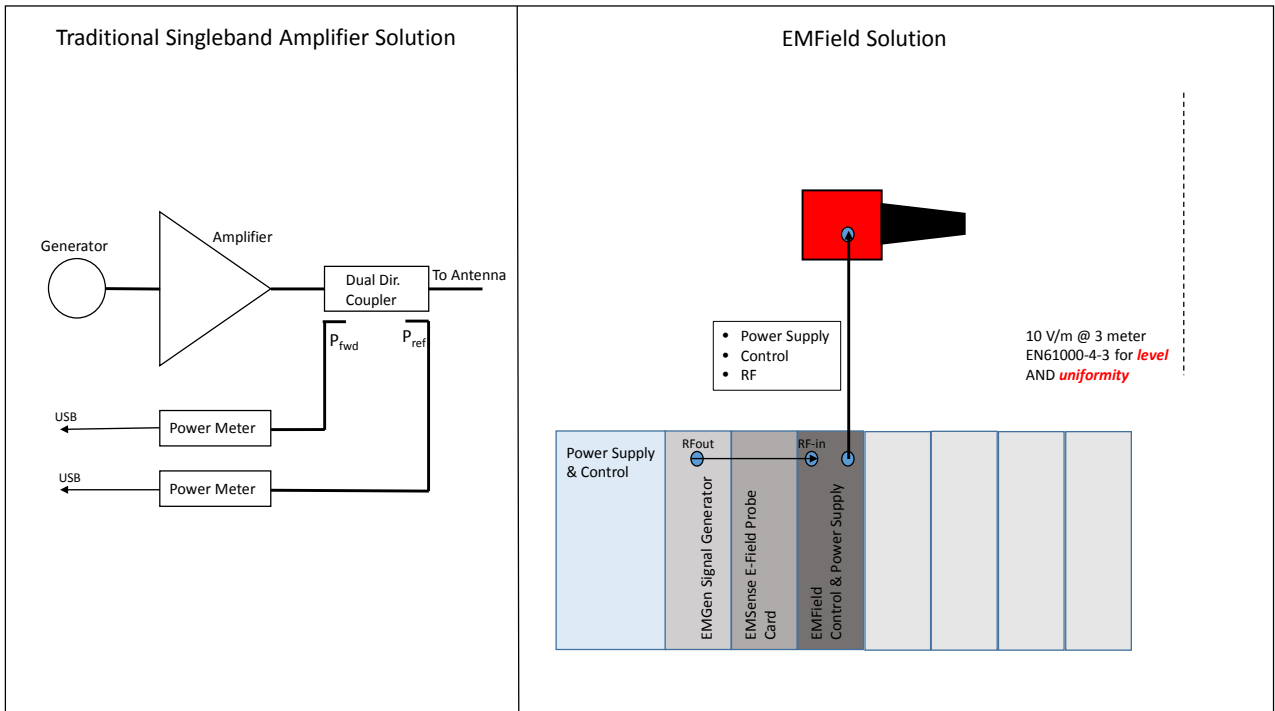 Traditional Singleband Amplifier Solution
Generator
Amplifier
Dual Dir.
Coupler
To Antenna
Pfwd
Pref
USB
Power Meter
USB
Power Meter
EMField Solution
• Power Supply
• Control
• RF
10 V/m @ 3 meter
EN61000-4-3 for level
AND uniformity
Power Supply
& Control
RFout
RF-in
EMGen Signal Generator
EMSense E-Field Probe
Card
EMField
Control & Power Supply